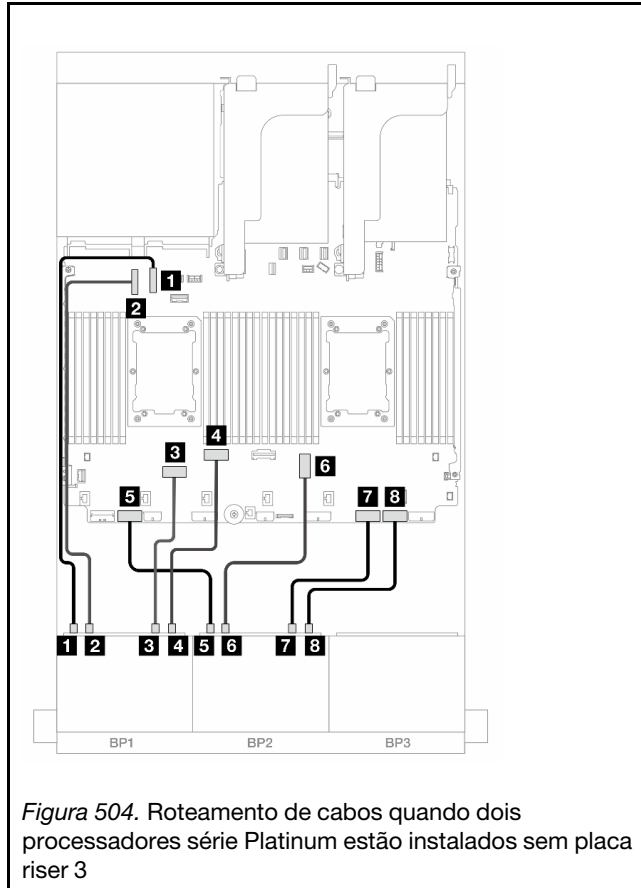 1
2
4
3
6
5
7 8
1 2 3 4 5 6 7 8
BP1 BP2 BP3
Figura 504. Roteamento de cabos quando dois
processadores série Platinum estão instalados sem placa
riser 3